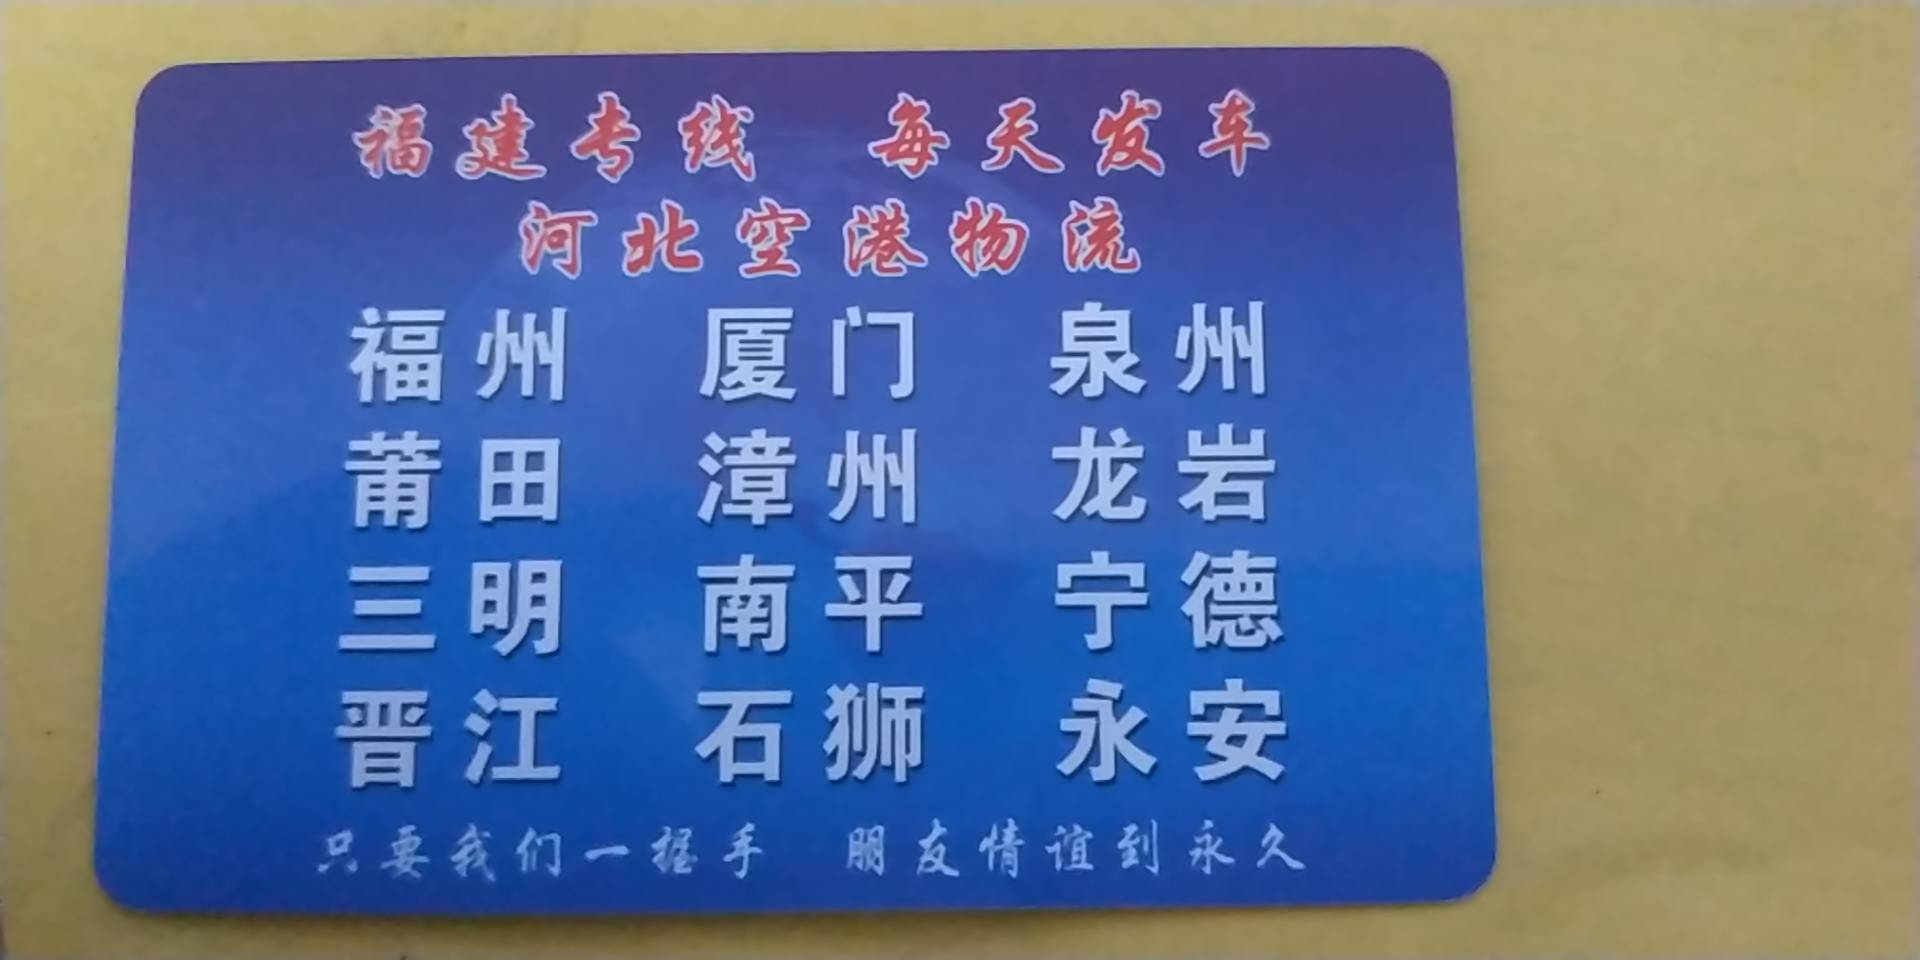 福建专线 每天发车
河北空港物流
福州 厦门 泉州
莆田 漳州 龙岩
三明 南平 宁德
晋江 石狮 永安
只要我们一握手 朋友情谊到永久